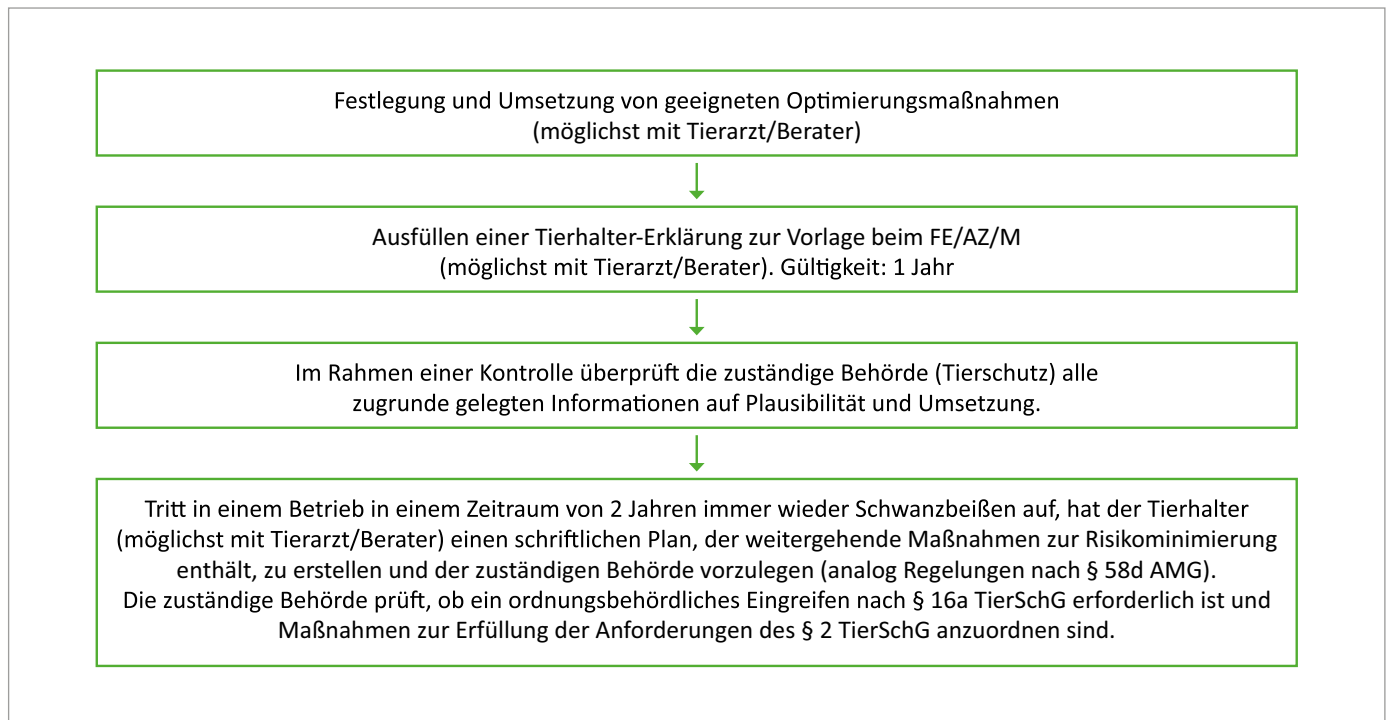 Festlegung und Umsetzung von geeigneten Optimierungsmaßnahmen
(möglichst mit Tierarzt/Berater)
Ausfüllen einer Tierhalter-Erklärung zur Vorlage beim FE/AZ/M
(möglichst mit Tierarzt/Berater). Gültigkeit: 1 Jahr
Im Rahmen einer Kontrolle überprüft die zuständige Behörde (Tierschutz) alle
zugrunde gelegten Informationen auf Plausibilität und Umsetzung.
Tritt in einem Betrieb in einem Zeitraum von 2 Jahren immer wieder Schwanzbeißen auf, hat der Tierhalter
(möglichst mit Tierarzt/Berater) einen schriftlichen Plan, der weitergehende Maßnahmen zur Risikominimierung
enthält, zu erstellen und der zuständigen Behörde vorzulegen (analog Regelungen nach § 58d AMG).
Die zuständige Behörde prüft, ob ein ordnungsbehördliches Eingreifen nach § 16a TierSchG erforderlich ist und
Maßnahmen zur Erfüllung der Anforderungen des § 2 TierSchG anzuordnen sind.